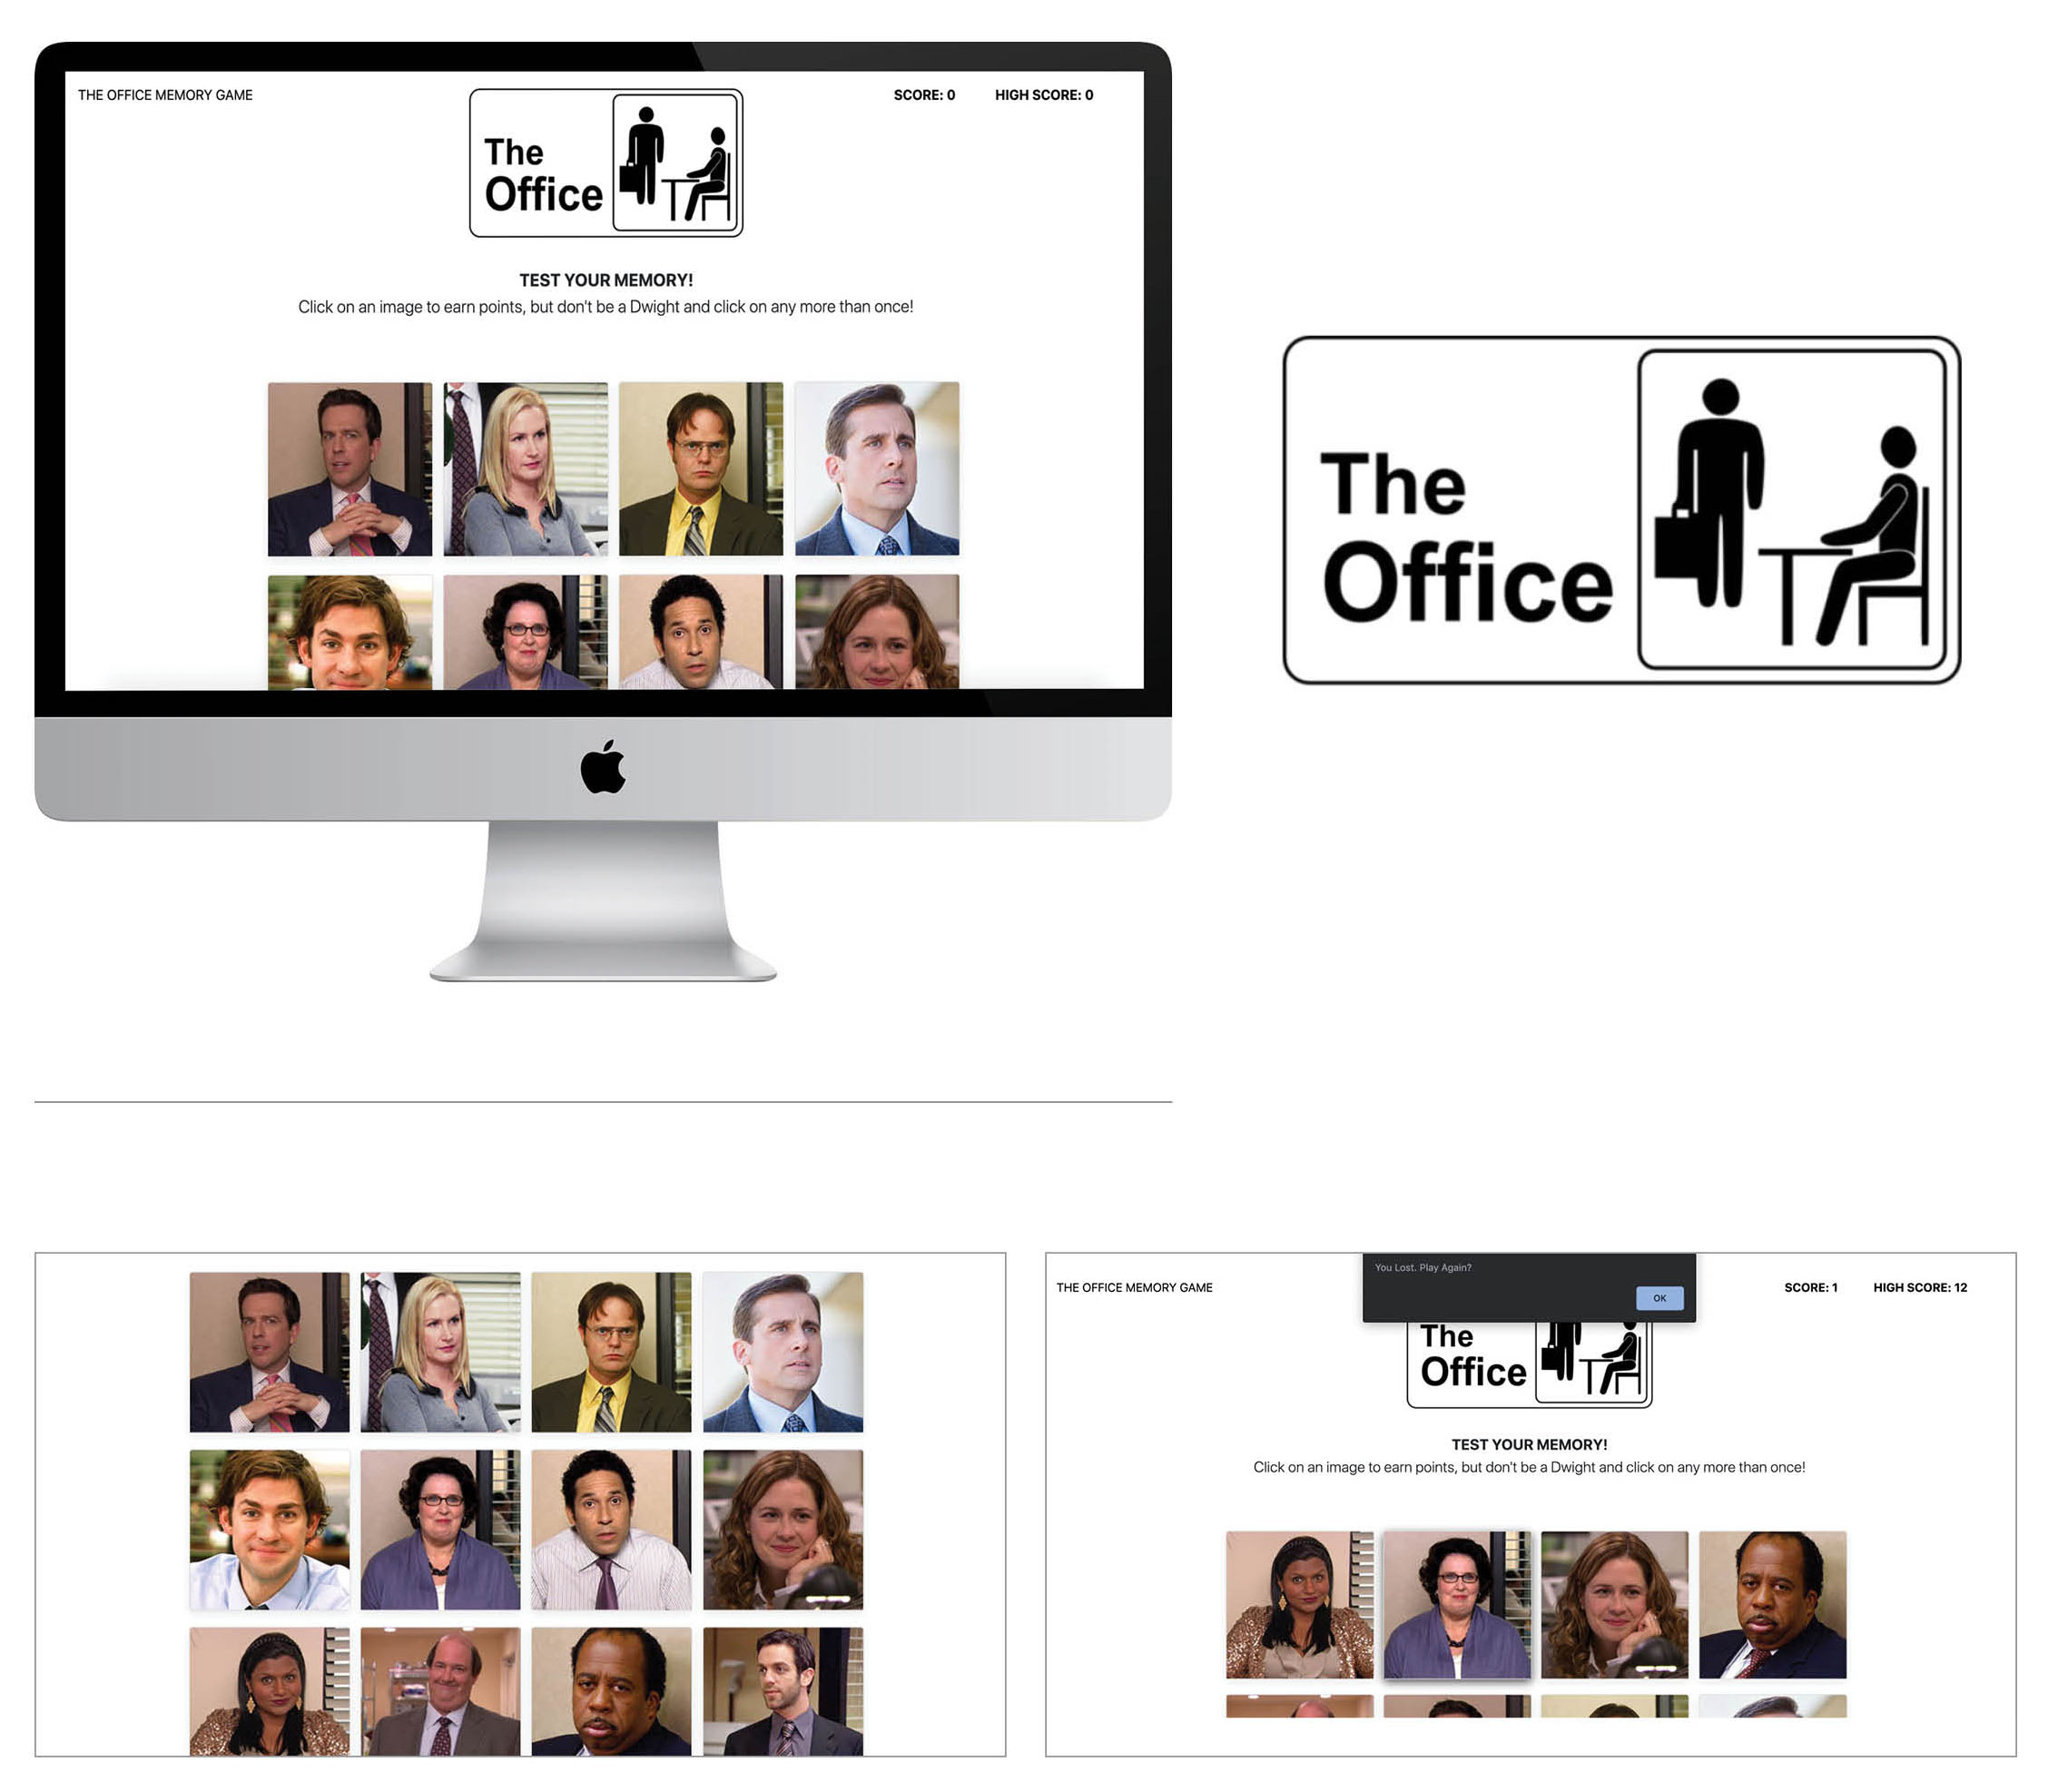 THE OFFICE MEMORY GAME
SCORE: 0 HIGH SCORE: 0
The
Office
TEST YOUR MEMORY!
Click on an image to earn points, but don't be a Dwight and click on any more than once!
The
Office
You Lost. Play Again?
OK
THE OFFICE MEMORY GAME
SCORE: 1 HIGH SCORE: 12
The
Office
TEST YOUR MEMORY!
Click on an image to earn points, but don't be a Dwight and click on any more than once!